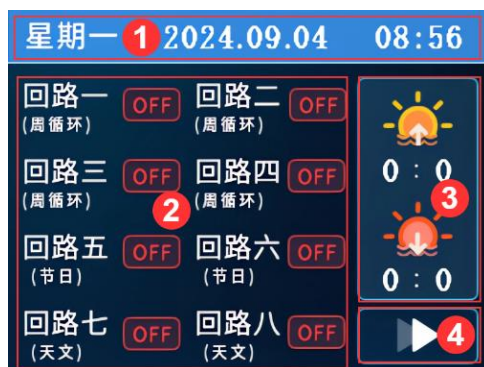 星期一 1 2024.09.04 08:56
回路一 OFF 回路二 OFF
(周循环) (周循环)
回路三 OFF 回路四 OFF
(周循环) (周循环)
2
回路五 OFF 回路六 OFF
(节日) (节日)
回路七 OFF 回路八 OFF
(天文) (天文)
0 : 0
3
0 : 0
4